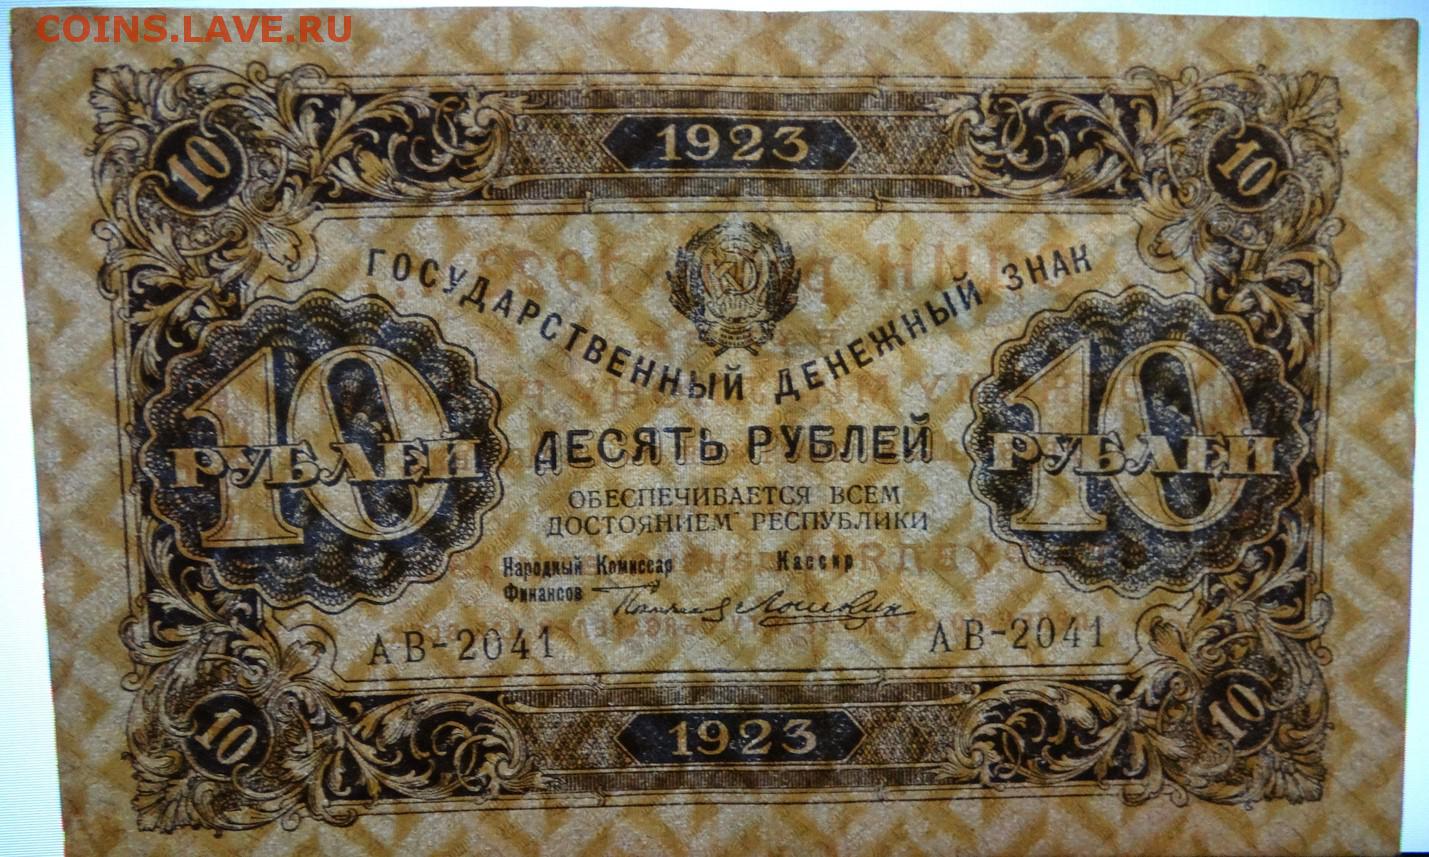 COINS.LAVE.RU
1923
10 10
ГОСУДАРСТВЕННЫЙ ДЕНЕЖНЫЙ ЗНАК
10 РУБЛЕЙ
ДЕСЯТЬ РУБЛЕЙ
10 РУБЛЕЙ
ОБЕСПЕЧИВАЕТСЯ ВСЕМ
ДОСТОЯНИЕМ РЕСПУБЛИКИ
Народный Комиссар Кассир
Финансов
АВ-2041 АВ-2041
10 10
1923